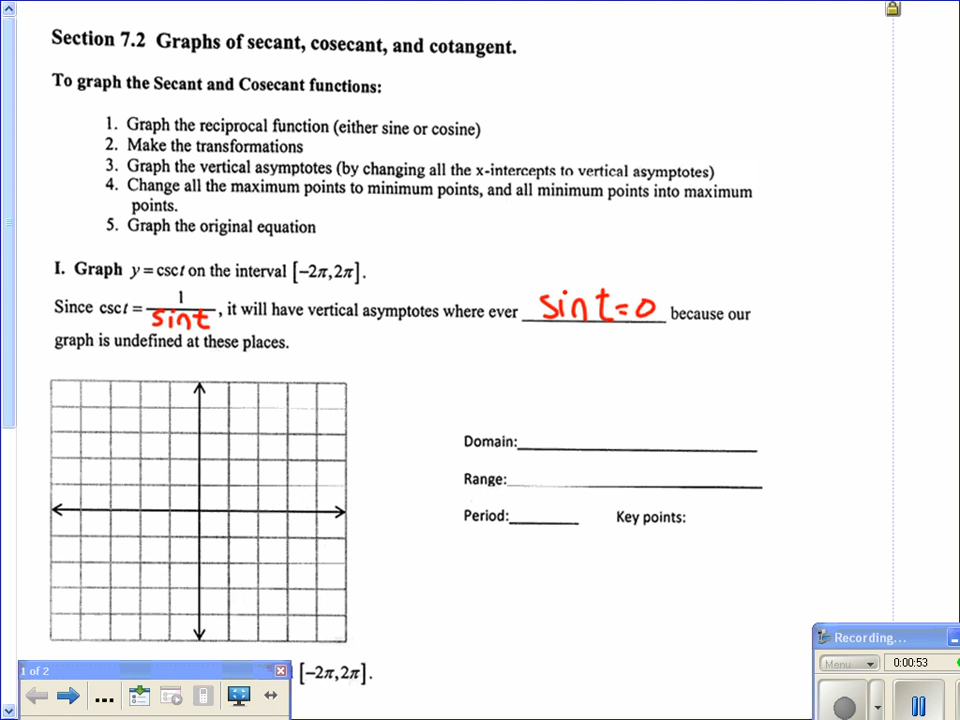 Section 7.2 Graphs of secant, cosecant, and cotangent.
To graph the Secant and Cosecant functions:
1. Graph the reciprocal function (either sine or cosine)
2. Make the transformations
3. Graph the vertical asymptotes (by changing all the x-intercepts to vertical asymptotes)
4. Change all the maximum points to minimum points, and all minimum points into maximum
points.
5. Graph the original equation
I. Graph y = csc t on the interval [−2π, 2π].
Since csc t = 1/sin t, it will have vertical asymptotes where ever sin t = 0 because our
graph is undefined at these places.
Domain:
Range:
Period: Key points:
[−2π, 2π].
1 of 2
Recording...
Menu 0:00:53